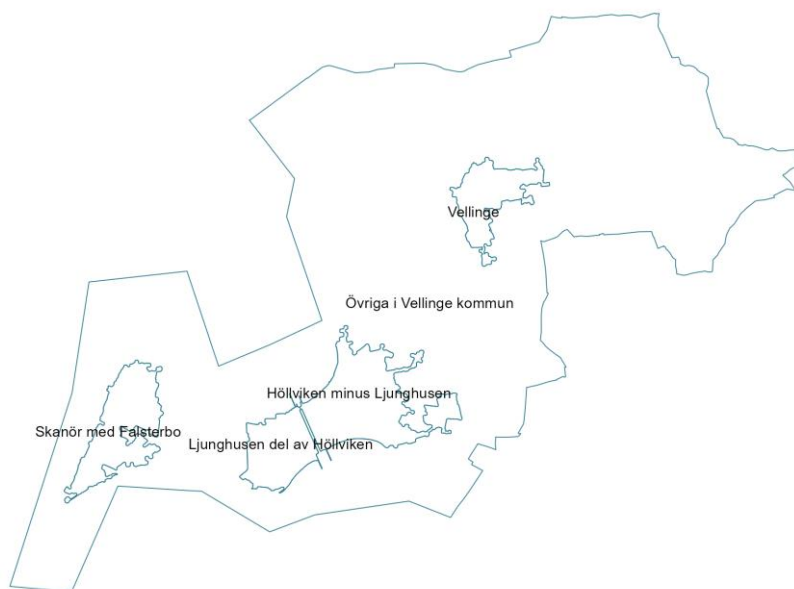 Vellinge
Övriga i Vellinge kommun
Höllviken minus Ljunghusen
Skanör med Falsterbo
Ljunghusen del av Höllviken